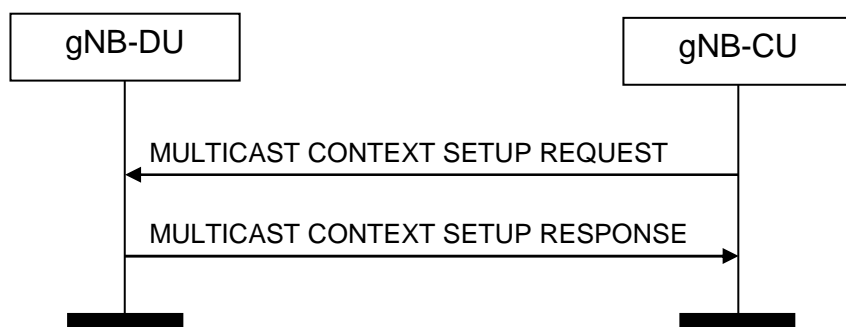 gNB-DU
gNB-CU
MULTICAST CONTEXT SETUP REQUEST
MULTICAST CONTEXT SETUP RESPONSE